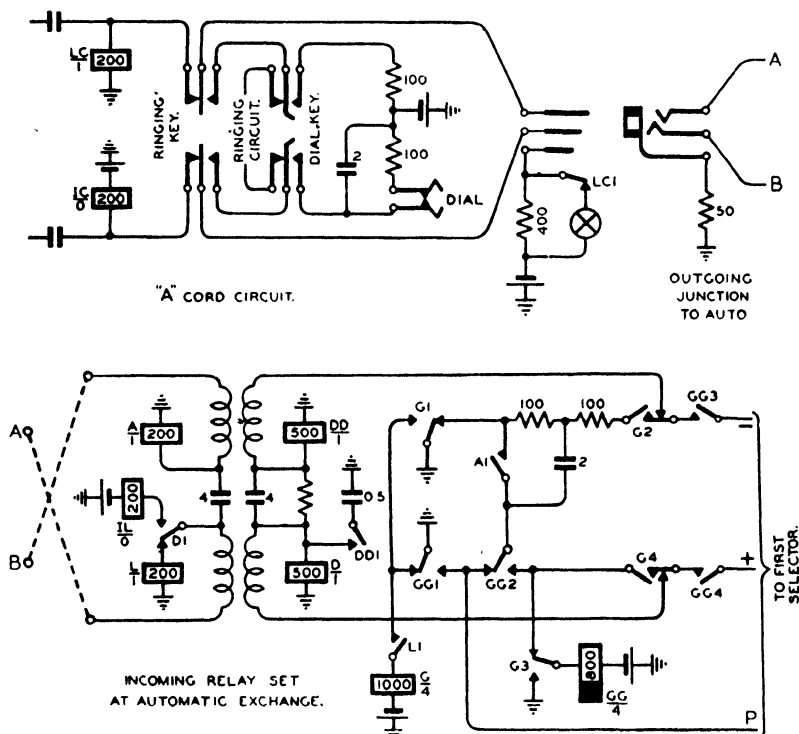 LC
1
200
IC
0
200
RINGING
KEY.
RINGING
CIRCUIT.
DIAL KEY.
100
2
100
DIAL
"A" CORD CIRCUIT.
400
LC1
50
A
B
OUTGOING
JUNCTION
TO AUTO
A
B
A
1
200
IL
0
200
D1
L
1
200
4
4
500
DD
1
0·5
DD1
500
D
1
G1
100
100
G2
GG3
A1
2
GG1
GG2
G4
GG4
L1
1000
G
4
G3
800
GG
4
−
+
P
TO FIRST
SELECTOR.
INCOMING RELAY SET
AT AUTOMATIC EXCHANGE.